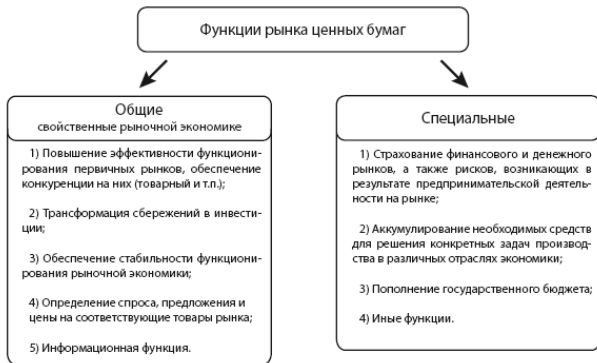 Функции рынка ценных бумаг
Общие
свойственные рыночной экономике
1) Повышение эффективности функциони-
рования первичных рынков, обеспечение
конкуренции на них (товарный и т.п.);
2) Трансформация сбережений в инвести-
ции;
3) Обеспечение стабильности функциони-
рования рыночной экономики;
4) Определение спроса, предложения и
цены на соответствующие товары рынка;
5) Информационная функция.
Специальные
1) Страхование финансового и денежного
рынков, а также рисков, возникающих в
результате предпринимательской деятель-
ности на рынке;
2) Аккумулирование необходимых средств
для решения конкретных задач производ-
ства в различных отраслях экономики;
3) Пополнение государственного бюджета;
4) Иные функции.